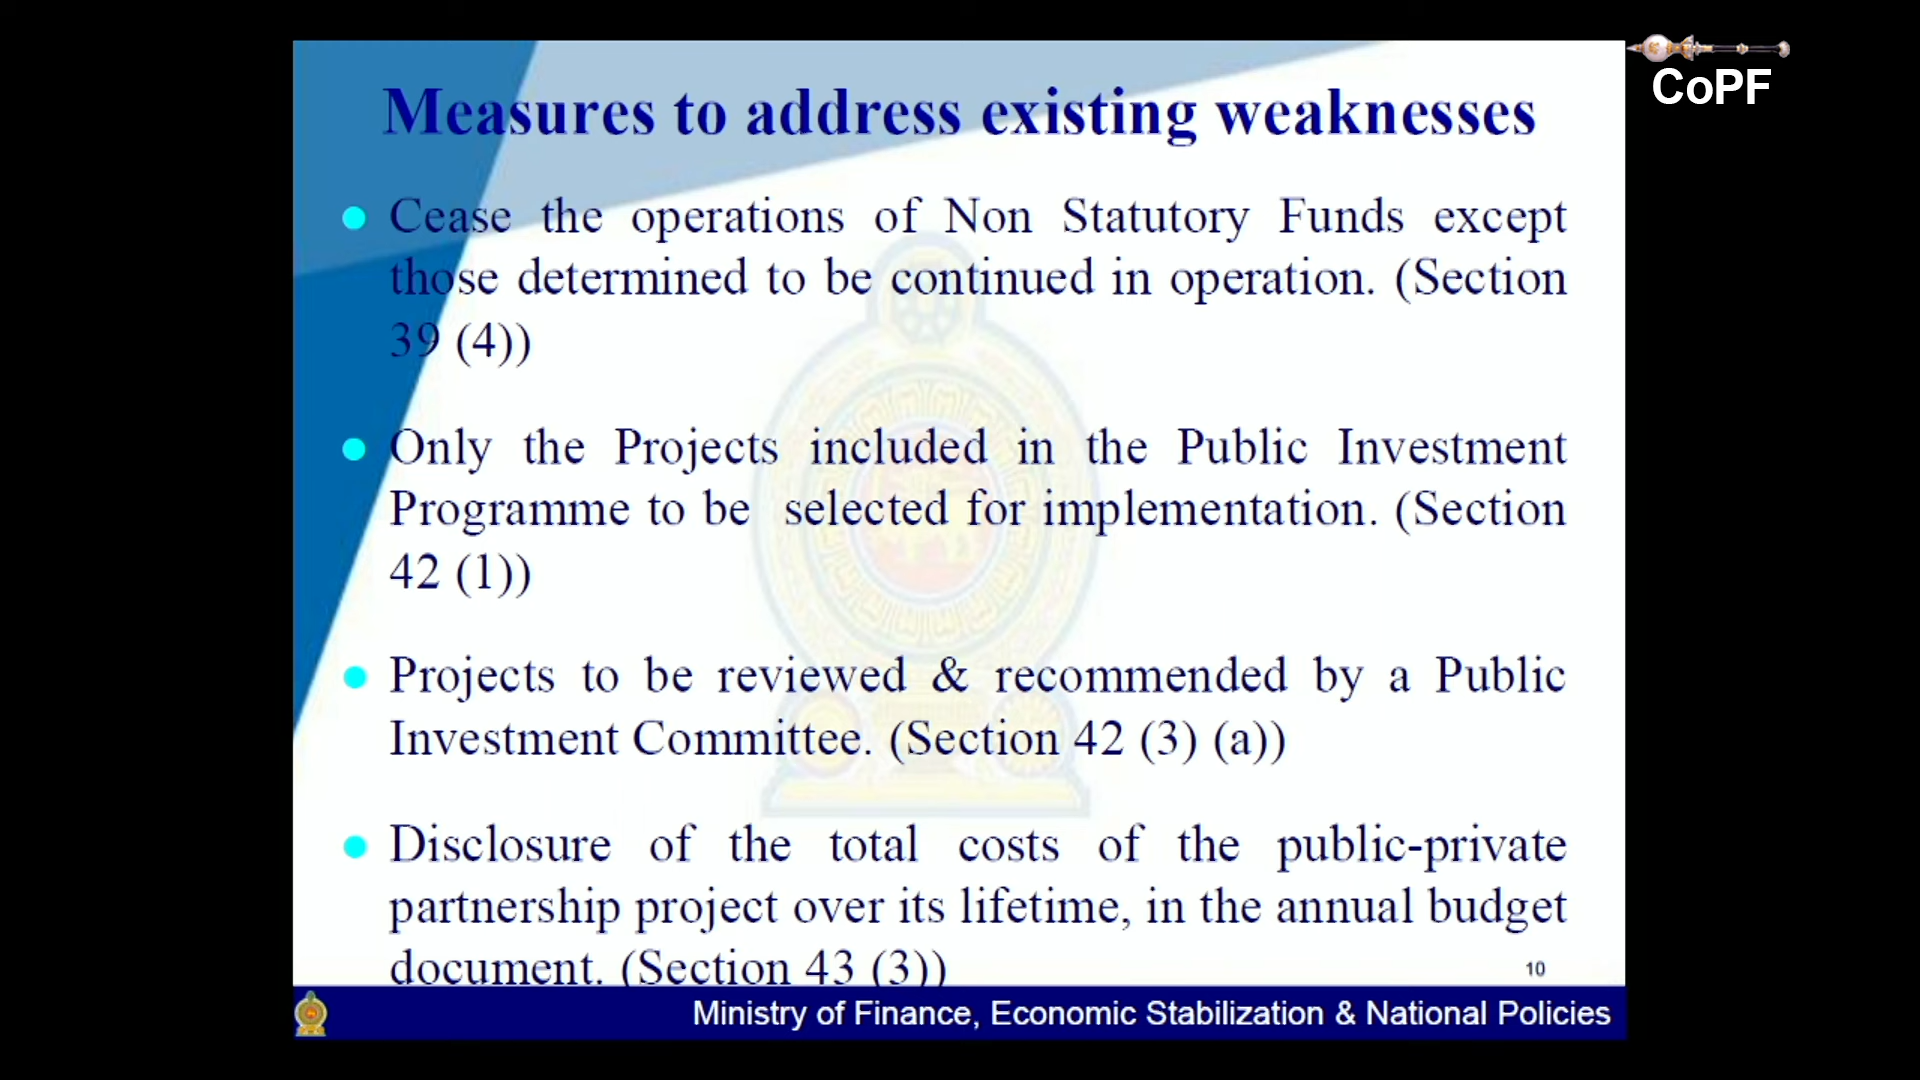 CoPF
Measures to address existing weaknesses
Cease the operations of Non Statutory Funds except
those determined to be continued in operation. (Section
39 (4))
Only the Projects included in the Public Investment
Programme to be selected for implementation. (Section
42 (1))
Projects to be reviewed & recommended by a Public
Investment Committee. (Section 42 (3) (a))
Disclosure of the total costs of the public-private
partnership project over its lifetime, in the annual budget
document. (Section 43 (3))
10
Ministry of Finance, Economic Stabilization & National Policies